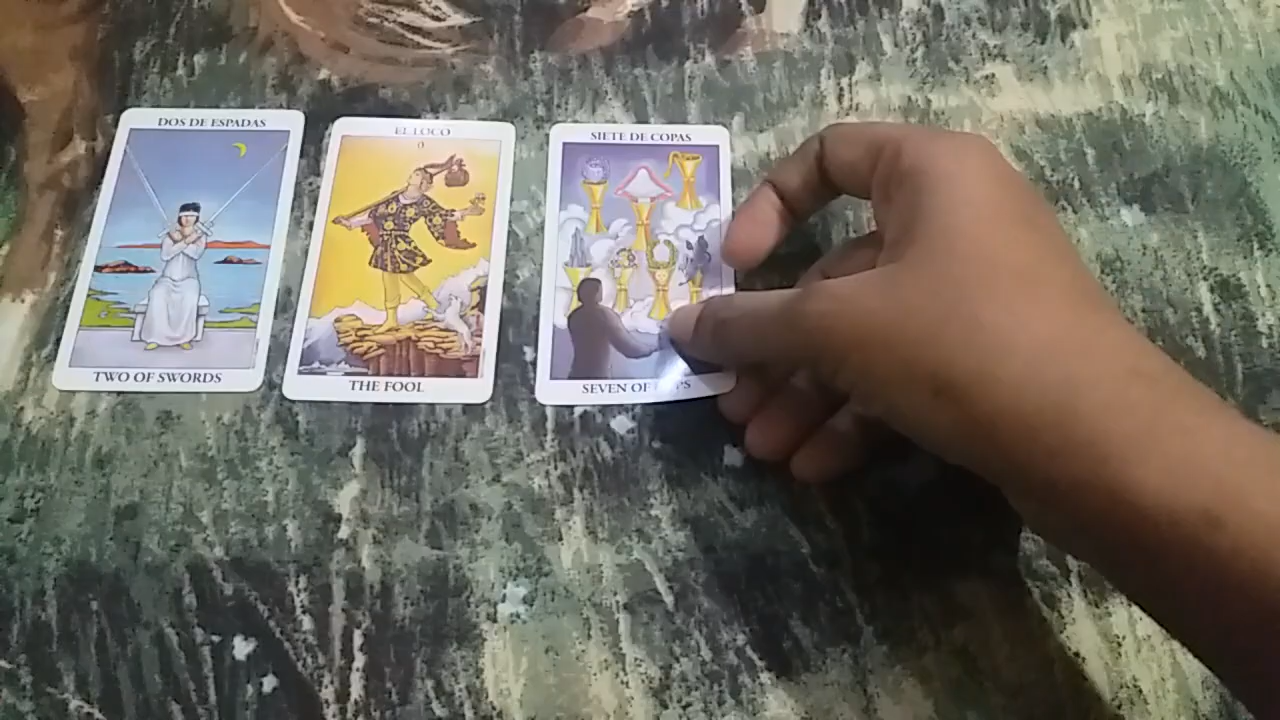 DOS DE ESPADAS
TWO OF SWORDS
EL LOCO
0
THE FOOL
SIETE DE COPAS
SEVEN OF